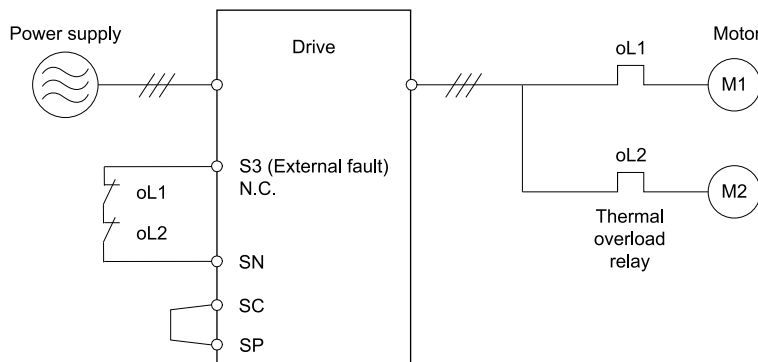 Power supply
Drive
oL1
Motor
M1
S3 (External fault)
N.C.
oL1
oL2
oL2
M2
SN
Thermal
overload
relay
SC
SP